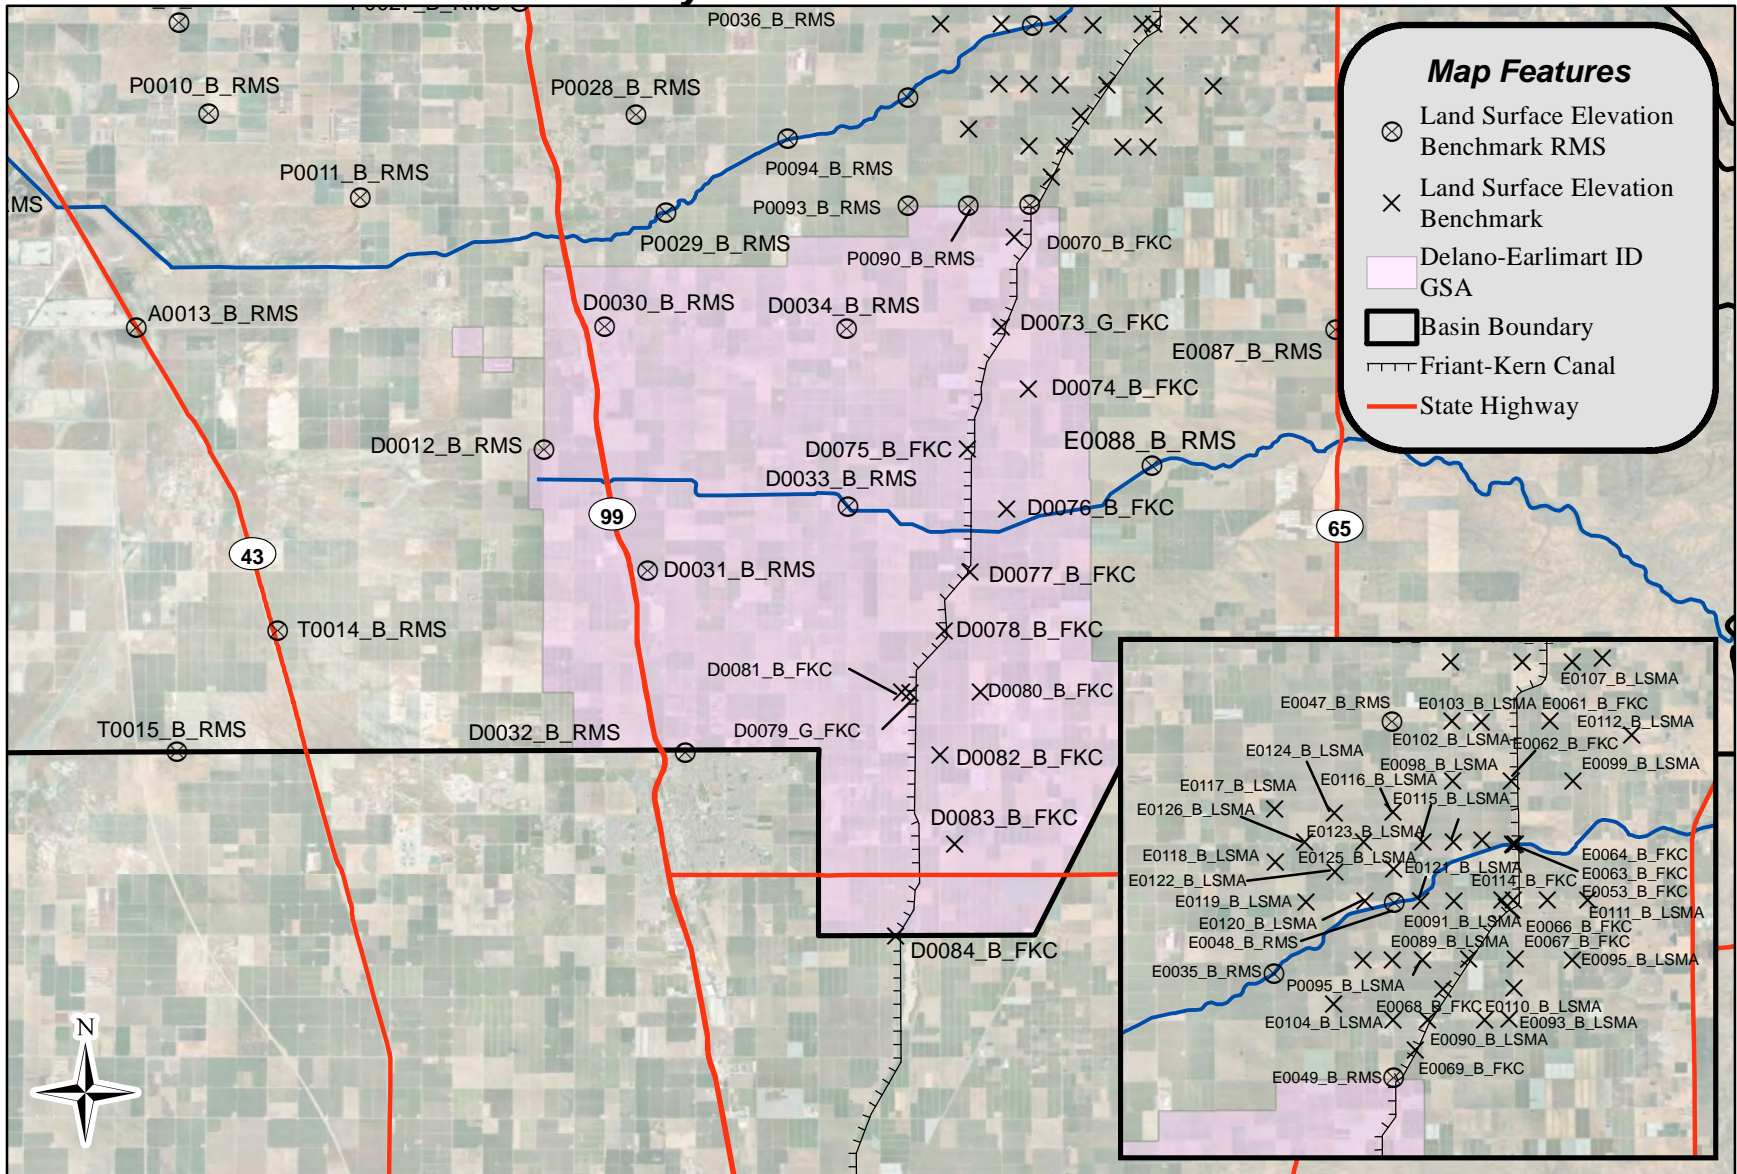 P0027_B_RMS
P0036_B_RMS
P0010_B_RMS
P0028_B_RMS
P0011_B_RMS
P0094_B_RMS
P0093_B_RMS
P0029_B_RMS
P0090_B_RMS
D0070_B_FKC
Map Features
Land Surface Elevation
Benchmark RMS
Land Surface Elevation
Benchmark
Delano-Earlimart ID
GSA
Basin Boundary
Friant-Kern Canal
State Highway
A0013_B_RMS
D0030_B_RMS
D0034_B_RMS
D0073_G_FKC
E0087_B_RMS
D0074_B_FKC
D0012_B_RMS
D0075_B_FKC
E0088_B_RMS
D0033_B_RMS
D0076_B_FKC
99
65
43
D0031_B_RMS
D0077_B_FKC
T0014_B_RMS
D0078_B_FKC
D0081_B_FKC
D0080_B_FKC
T0015_B_RMS
D0032_B_RMS
D0079_G_FKC
D0082_B_FKC
D0083_B_FKC
D0084_B_FKC
N
E0107_B_LSMA
E0047_B_RMS
E0103_B_LSMA
E0061_B_FKC
E0112_B_LSMA
E0102_B_LSMA
E0062_B_FKC
E0124_B_LSMA
E0098_B_LSMA
E0099_B_LSMA
E0117_B_LSMA
E0116_B_LSMA
E0126_B_LSMA
E0115_B_LSMA
E0123_B_LSMA
E0118_B_LSMA
E0125_B_LSMA
E0064_B_FKC
E0122_B_LSMA
E0121_B_LSMA
E0114_B_FKC
E0063_B_FKC
E0053_B_FKC
E0119_B_LSMA
E0111_B_LSMA
E0120_B_LSMA
E0091_B_LSMA
E0066_B_FKC
E0048_B_RMS
E0089_B_LSMA
E0067_B_FKC
E0095_B_LSMA
E0035_B_RMS
P0095_B_LSMA
E0068_B_FKC
E0110_B_LSMA
E0104_B_LSMA
E0093_B_LSMA
E0090_B_LSMA
E0069_B_FKC
E0049_B_RMS